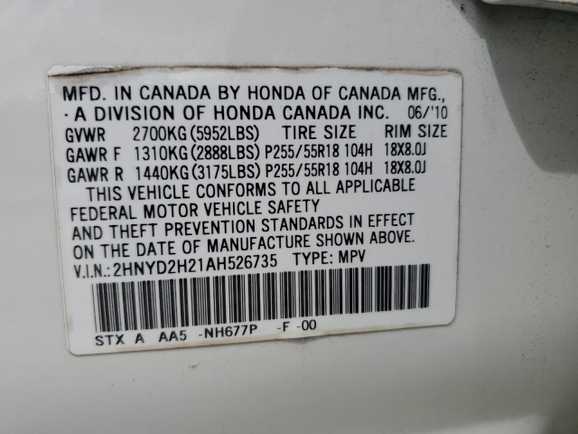 MFD. IN CANADA BY HONDA OF CANADA MFG.,
· A DIVISION OF HONDA CANADA INC. 06/'10
GVWR 2700KG (5952LBS) TIRE SIZE RIM SIZE
GAWR F 1310KG (2888LBS) P255/55R18 104H 18X8.0J
GAWR R 1440KG (3175LBS) P255/55R18 104H 18X8.0J
THIS VEHICLE CONFORMS TO ALL APPLICABLE
FEDERAL MOTOR VEHICLE SAFETY
AND THEFT PREVENTION STANDARDS IN EFFECT
ON THE DATE OF MANUFACTURE SHOWN ABOVE.
V.I.N.: 2HNYD2H21AH526735 TYPE: MPV
STX A AA5 -NH677P -F -00